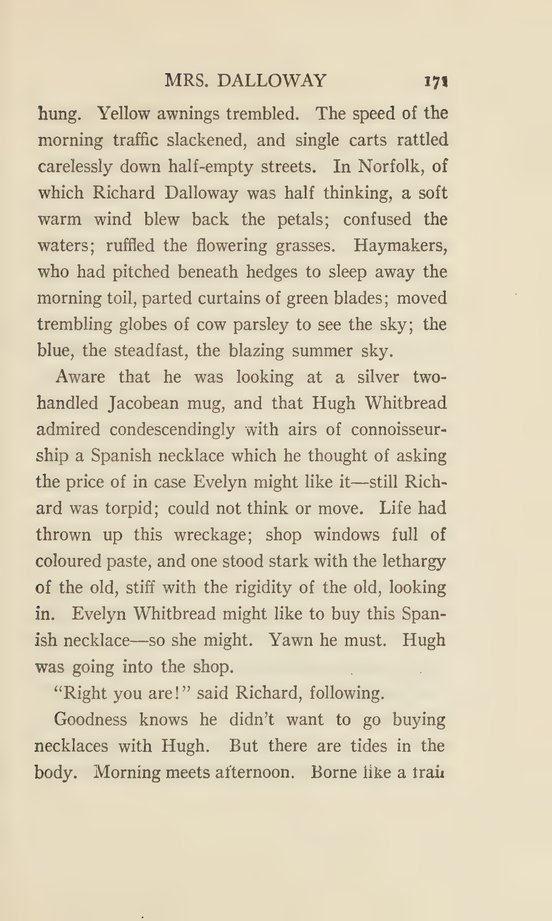 MRS. DALLOWAY 171
hung. Yellow awnings trembled. The speed of the
morning traffic slackened, and single carts rattled
carelessly down half-empty streets. In Norfolk, of
which Richard Dalloway was half thinking, a soft
warm wind blew back the petals; confused the
waters; ruffled the flowering grasses. Haymakers,
who had pitched beneath hedges to sleep away the
morning toil, parted curtains of green blades; moved
trembling globes of cow parsley to see the sky; the
blue, the steadfast, the blazing summer sky.
Aware that he was looking at a silver two-
handled Jacobean mug, and that Hugh Whitbread
admired condescendingly with airs of connoisseur-
ship a Spanish necklace which he thought of asking
the price of in case Evelyn might like it—still Rich-
ard was torpid; could not think or move. Life had
thrown up this wreckage; shop windows full of
coloured paste, and one stood stark with the lethargy
of the old, stiff with the rigidity of the old, looking
in. Evelyn Whitbread might like to buy this Span-
ish necklace—so she might. Yawn he must. Hugh
was going into the shop.
"Right you are!" said Richard, following.
Goodness knows he didn't want to go buying
necklaces with Hugh. But there are tides in the
body. Morning meets afternoon. Borne like a frail